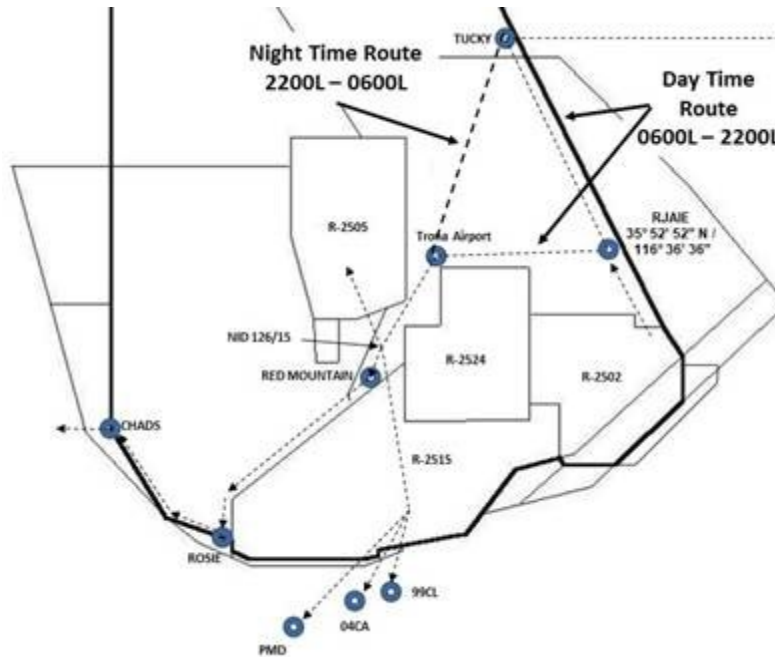 TUCKY
Night Time Route
2200L – 0600L
Day Time
Route
0600L – 2200L
R-2505
RJAIE
35° 52' 52" N /
116° 36' 36"
Trona Airport
NID 126/15
R-2524
RED MOUNTAIN
R-2502
CHADS
R-2515
ROSIE
99CL
04CA
PMD